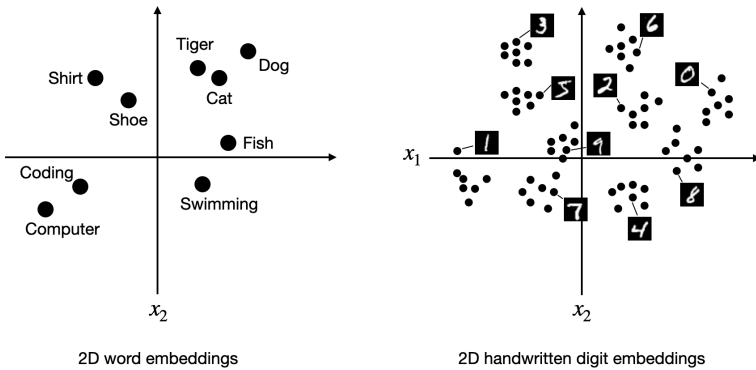 Tiger
Dog
Shirt
Cat
Shoe
Fish
Coding
Swimming
Computer
x2
2D word embeddings
3
6
5
2
0
1
9
x1
7
4
8
x2
2D handwritten digit embeddings